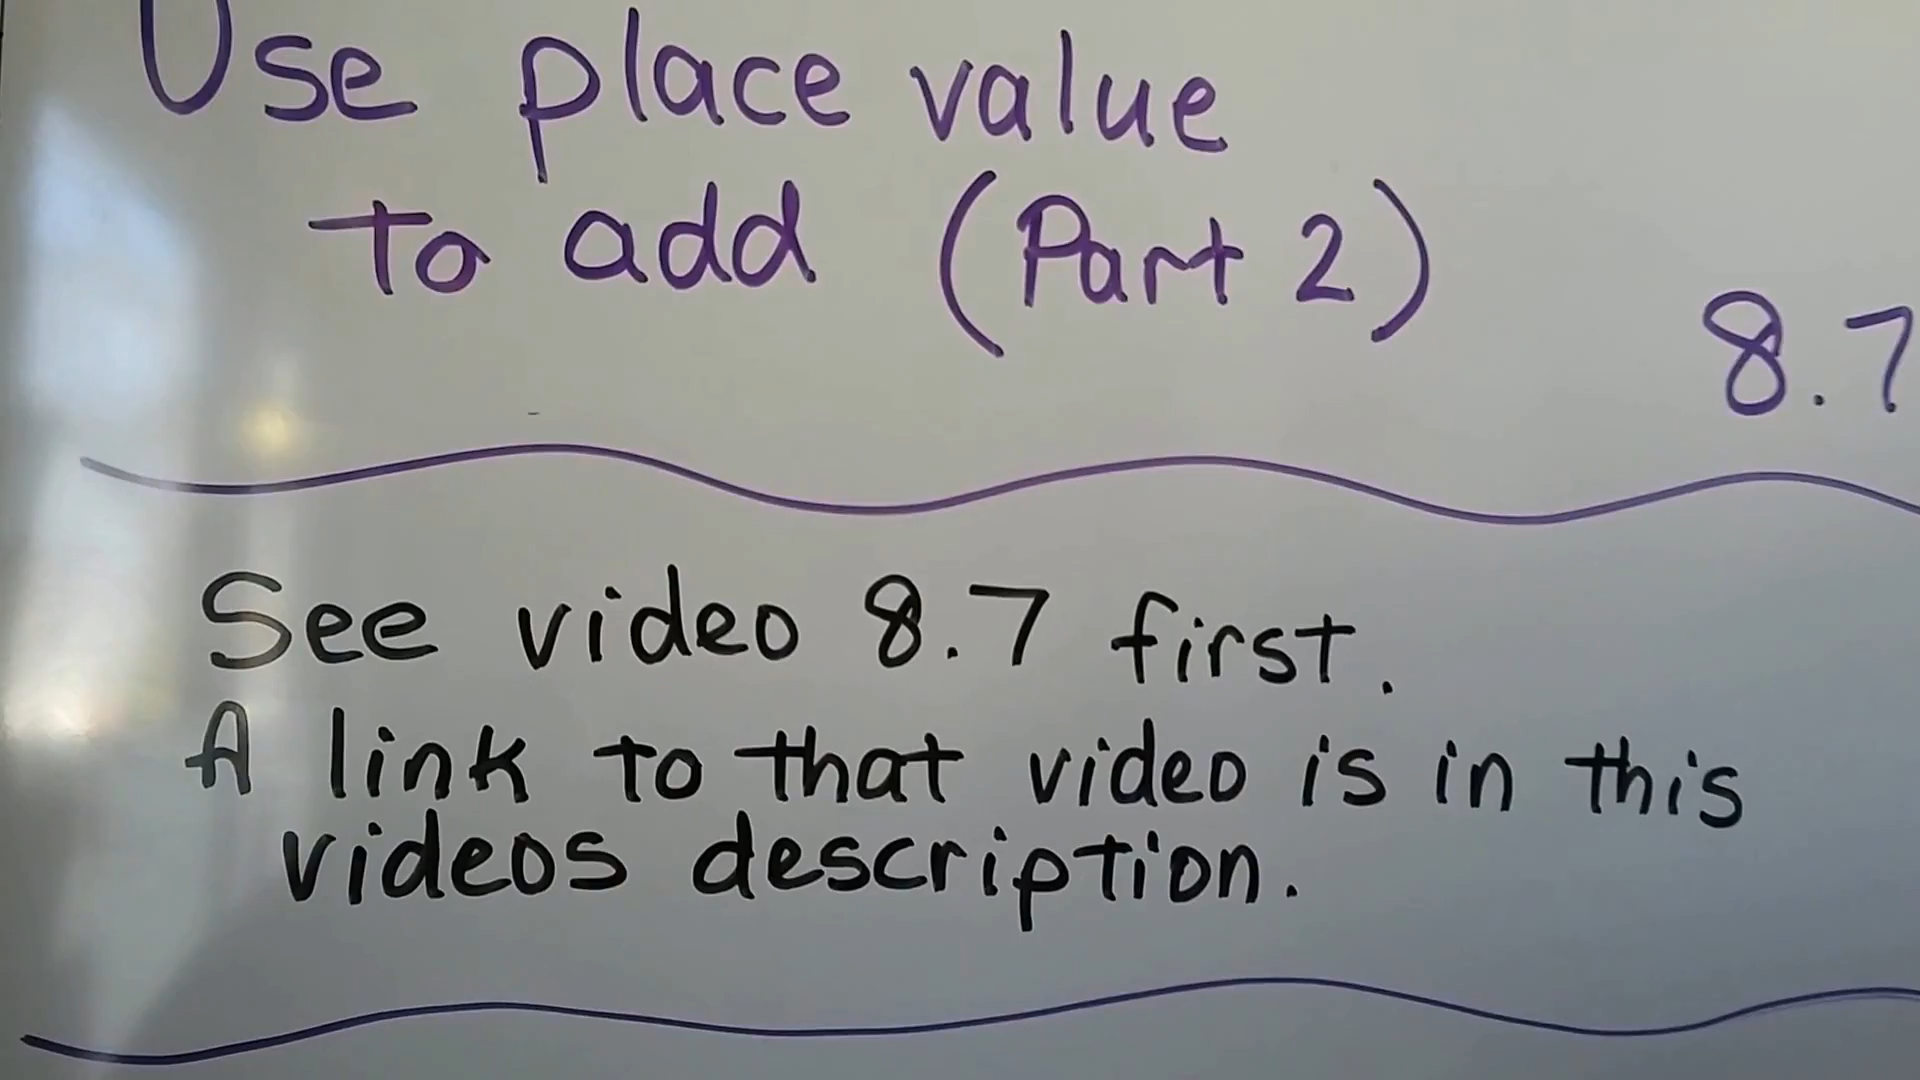 Use place value
to add (Part 2)
8.7
See video 8.7 first.
A link to that video is in this
videos description.